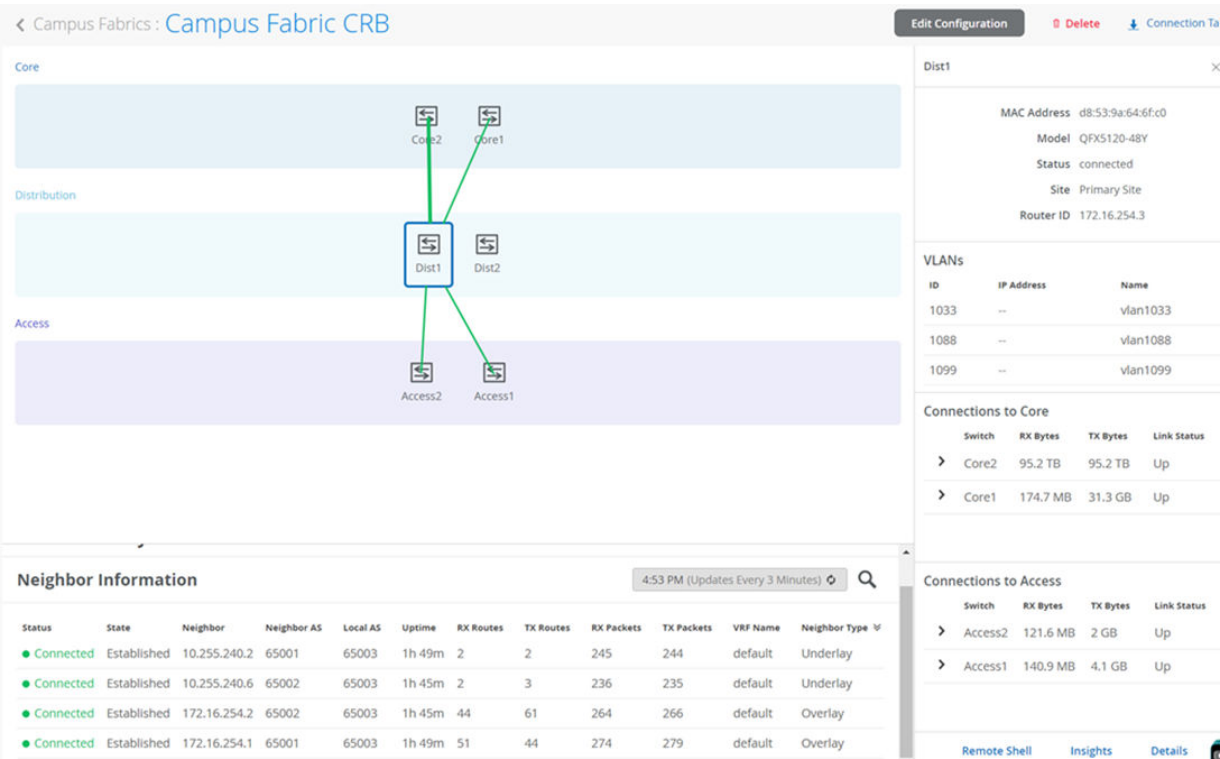 Campus Fabrics : Campus Fabric CRB
Edit Configuration
Delete
Connection Ta
Core
Core2 Core1
Distribution
Dist1 Dist2
Access
Access2 Access1
Dist1
MAC Address d8:53:9a:64:6f:c0
Model QFX5120-48Y
Status connected
Site Primary Site
Router ID 172.16.254.3
VLANs
ID IP Address Name
1033 -- vlan1033
1088 -- vlan1088
1099 -- vlan1099
Connections to Core
Switch RX Bytes TX Bytes Link Status
Core2 95.2 TB 95.2 TB Up
Core1 174.7 MB 31.3 GB Up
Connections to Access
Switch RX Bytes TX Bytes Link Status
Access2 121.6 MB 2 GB Up
Access1 140.9 MB 4.1 GB Up
Remote Shell Insights Details
Neighbor Information
4:53 PM (Updates Every 3 Minutes)
Status State Neighbor Neighbor AS Local AS Uptime RX Routes TX Routes RX Packets TX Packets VRF Name Neighbor Type
Connected Established 10.255.240.2 65001 65003 1h 49m 2 2 245 244 default Underlay
Connected Established 10.255.240.6 65002 65003 1h 45m 2 3 236 235 default Underlay
Connected Established 172.16.254.2 65002 65003 1h 45m 44 61 264 266 default Overlay
Connected Established 172.16.254.1 65001 65003 1h 49m 51 44 274 279 default Overlay